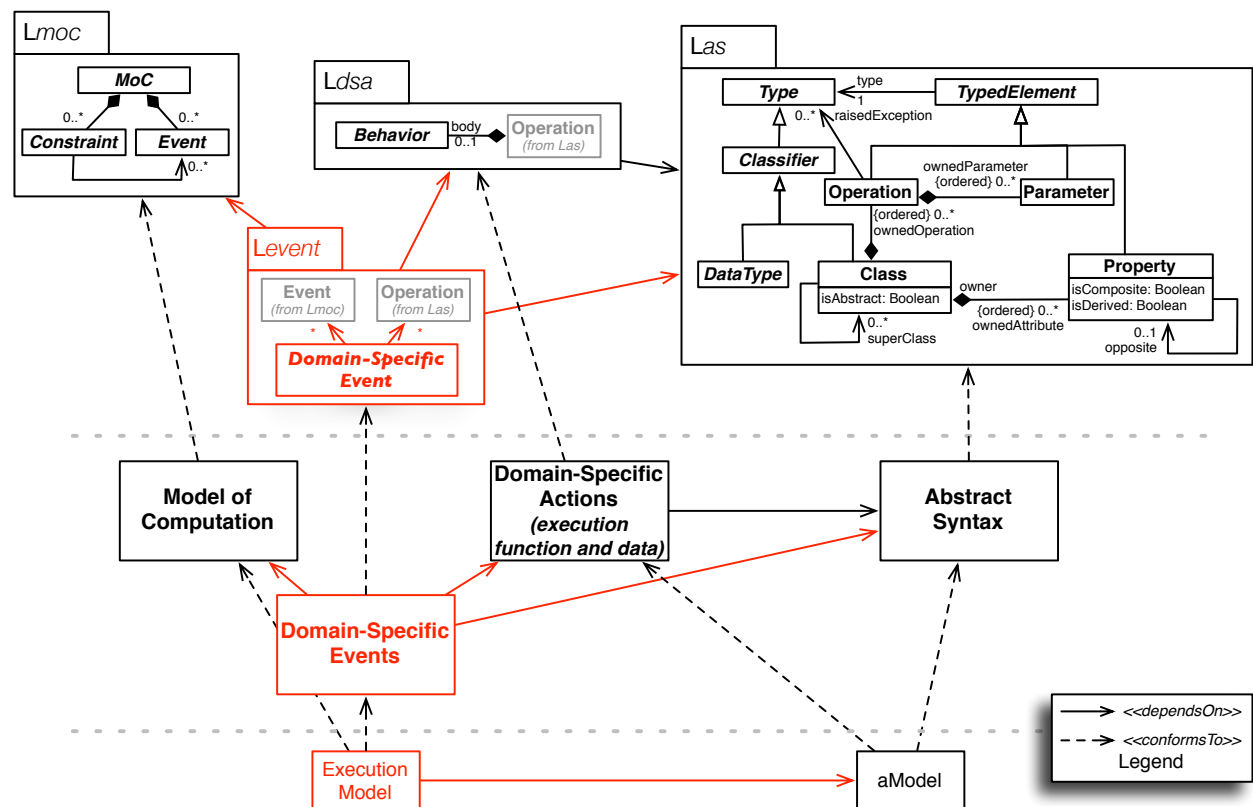 Lmoc
MoC
0..*
0..*
Constraint
Event
0..*
Ldsa
Behavior
body
0..1
Operation
(from Las)
Las
Type
type
1
TypedElement
0..*
raisedException
Classifier
ownedParameter
{ordered} 0..*
Operation
Parameter
{ordered} 0..*
ownedOperation
DataType
Class
isAbstract: Boolean
owner
{ordered} 0..*
ownedAttribute
Property
isComposite: Boolean
isDerived: Boolean
0..*
superClass
0..1
opposite
Levent
Event
(from Lmoc)
Operation
(from Las)
*
*
Domain-Specific
Event
Model of
Computation
Domain-Specific
Actions
(execution
function and data)
Abstract
Syntax
Domain-Specific
Events
Execution
Model
aModel
<<dependsOn>>
<<conformsTo>>
Legend